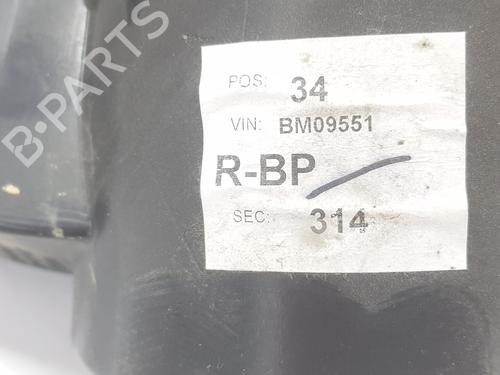 B-PARTS
POS: 34
VIN: BM09551
R-BP
SEC: 314